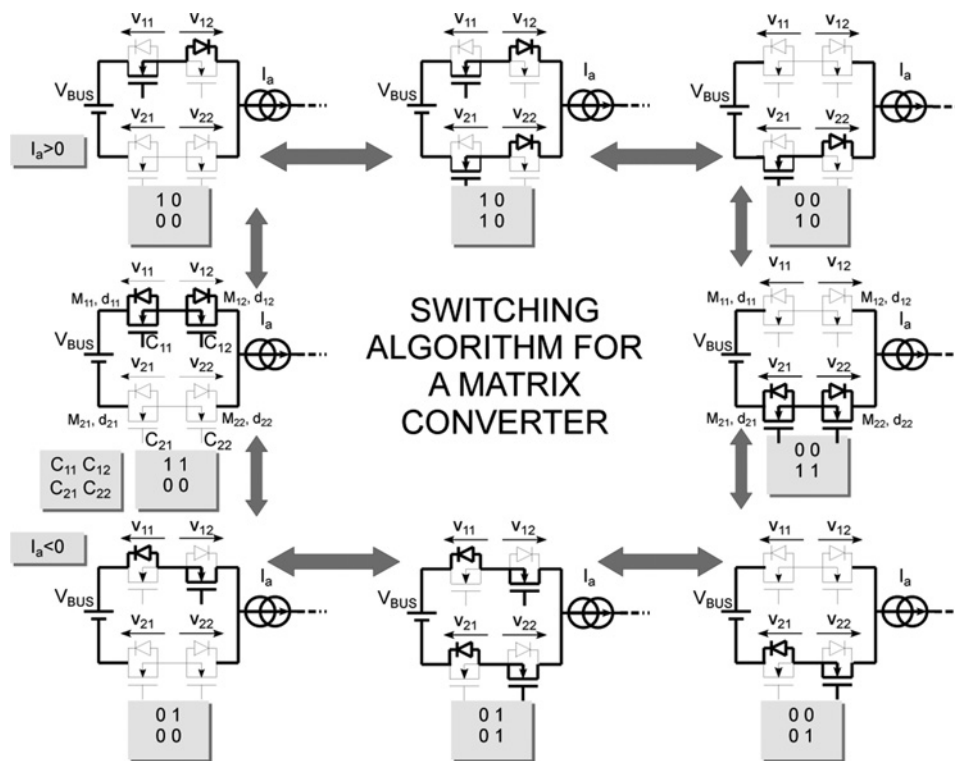 v11 v12
VBUS
Ia
v21 v22
Ia>0
1 0
0 0
v11 v12
VBUS
Ia
v21 v22
1 0
1 0
v11 v12
VBUS
Ia
v21 v22
0 0
1 0
v11 v12
M11, d11 M12, d12
VBUS
C11 C12
Ia
v21 v22
M21, d21 M22, d22
C21 C22
C11 C12
C21 C22
1 1
0 0
SWITCHING
ALGORITHM FOR
A MATRIX
CONVERTER
v11 v12
M11, d11 M12, d12
VBUS
Ia
v21 v22
M21, d21 M22, d22
0 0
1 1
Ia<0
v11 v12
VBUS
Ia
v21 v22
0 1
0 0
v11 v12
VBUS
Ia
v21 v22
0 1
0 1
v11 v12
VBUS
Ia
v21 v22
0 0
0 1